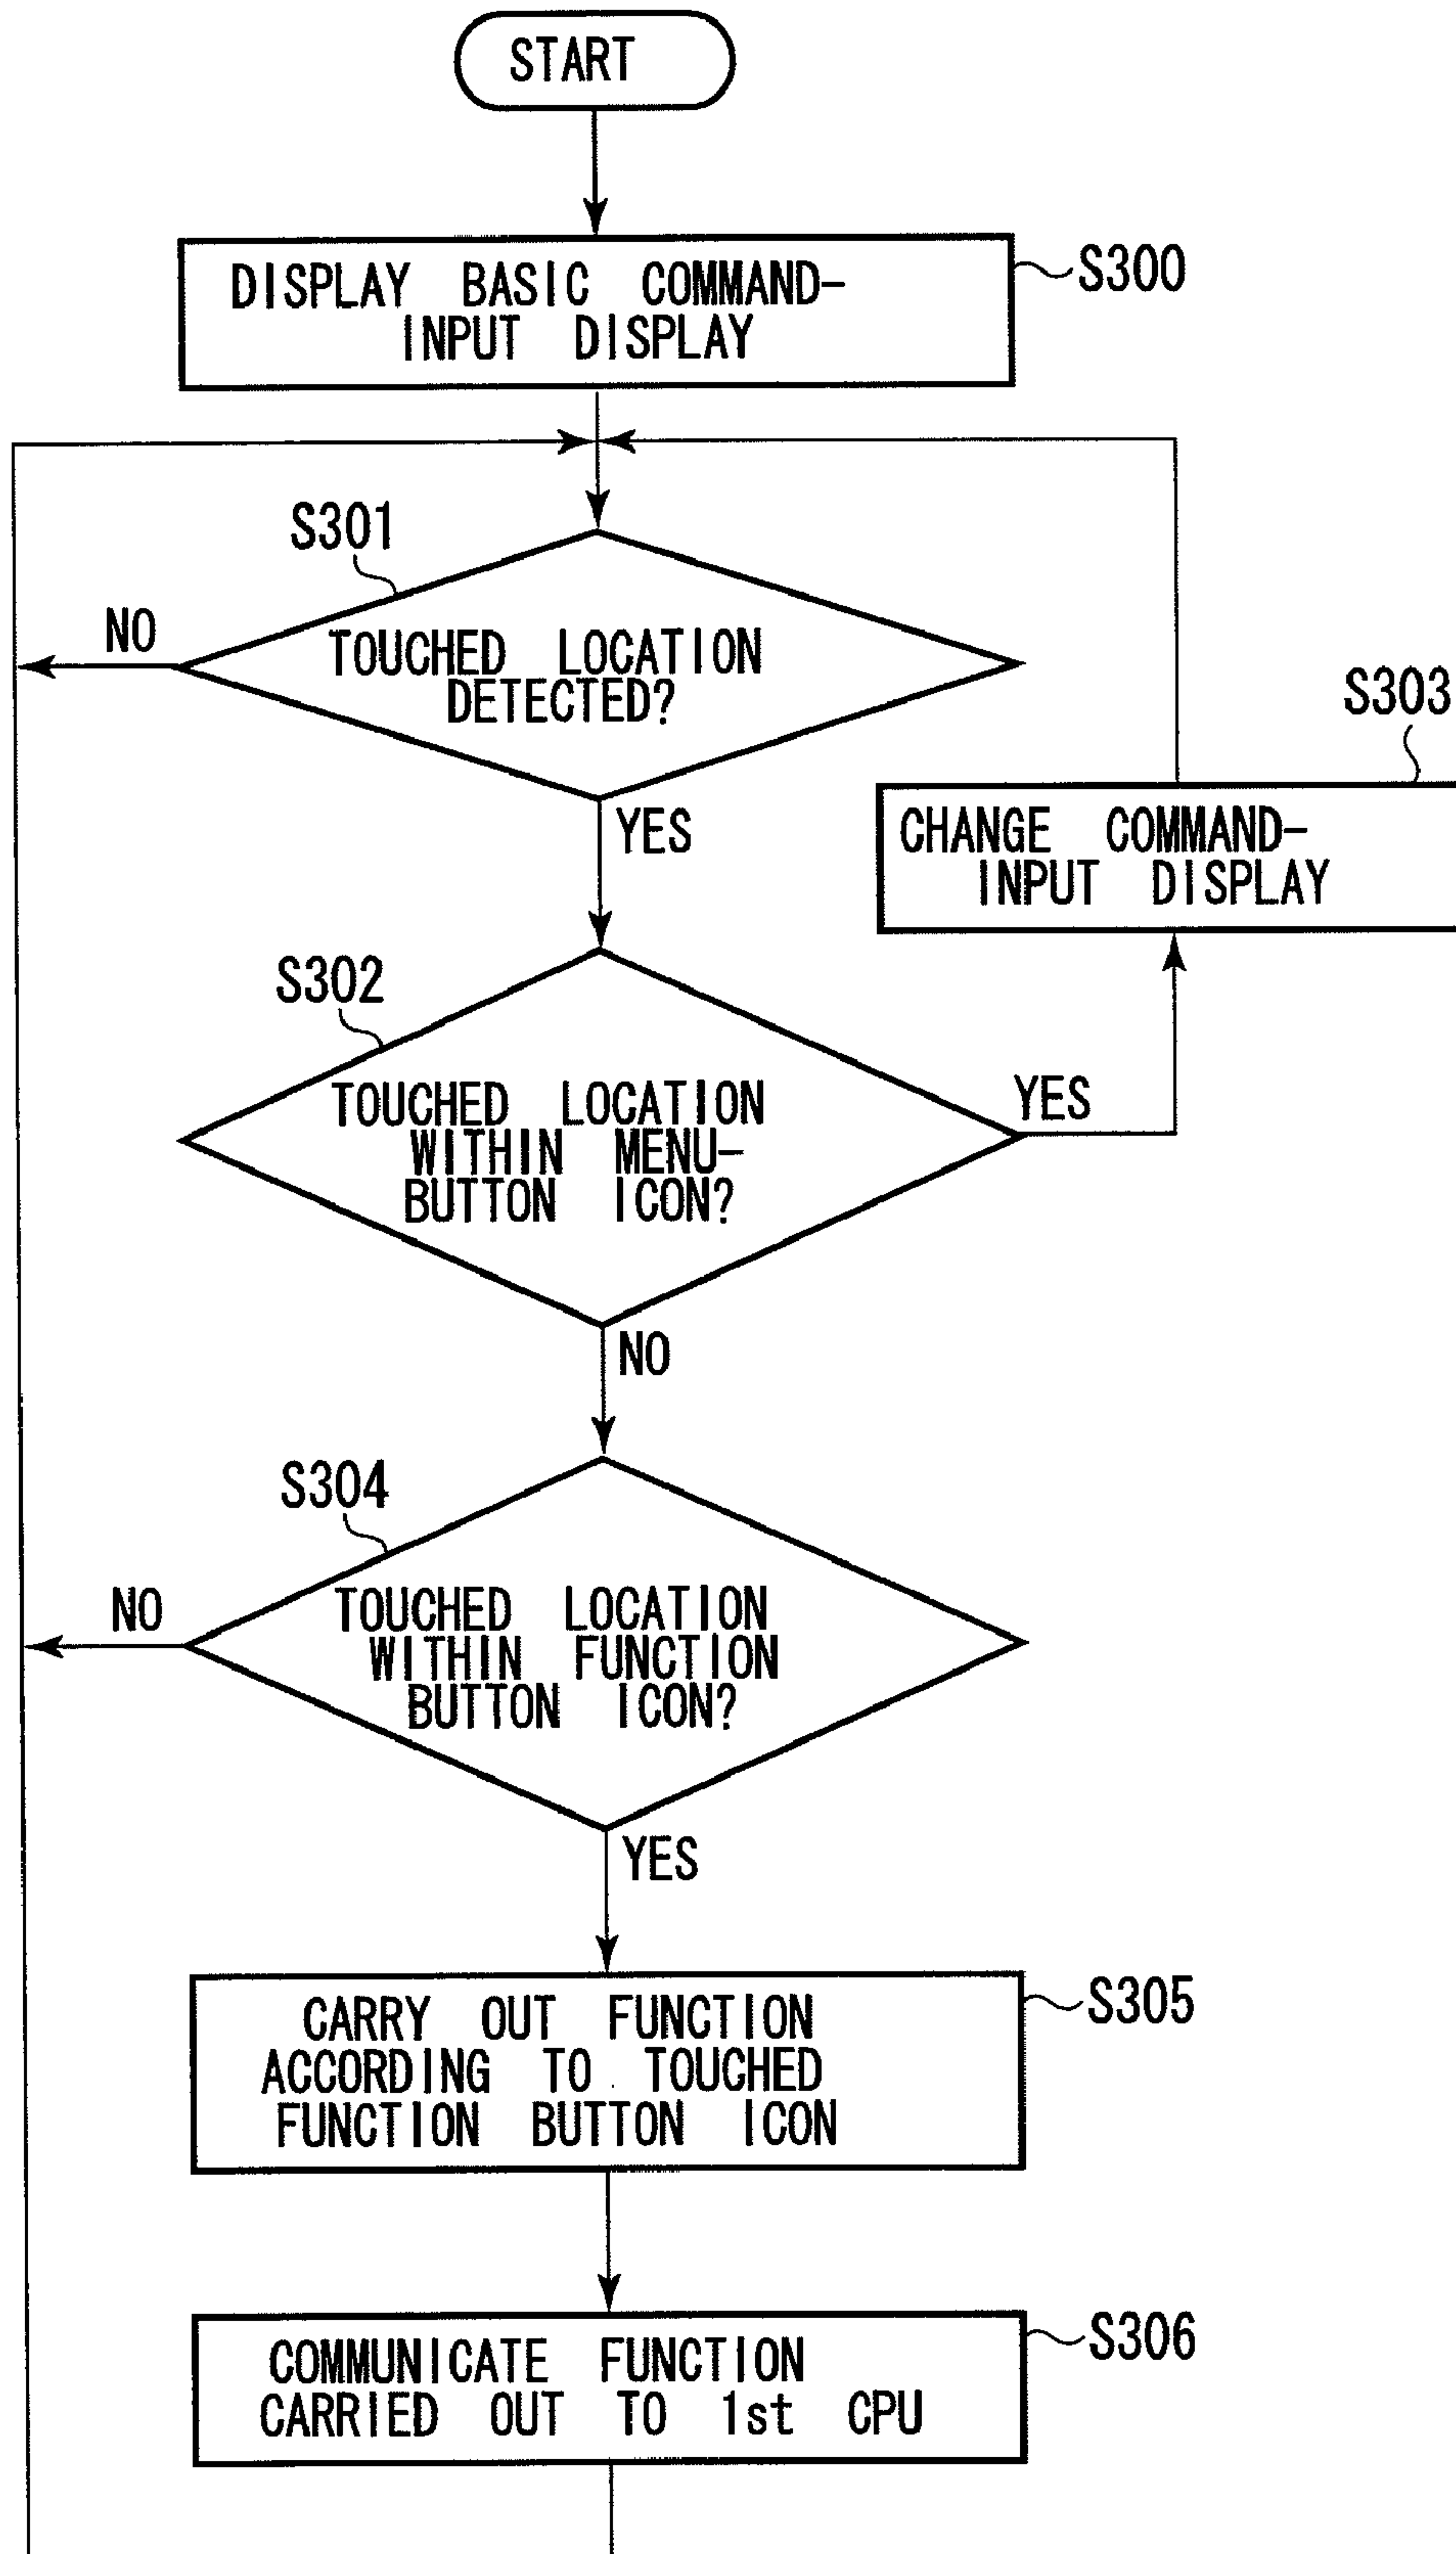 START
DISPLAY BASIC COMMAND-
INPUT DISPLAY
S300
S301
NO
TOUCHED LOCATION
DETECTED?
YES
S303
CHANGE COMMAND-
INPUT DISPLAY
S302
TOUCHED LOCATION
WITHIN MENU-
BUTTON ICON?
YES
NO
S304
NO
TOUCHED LOCATION
WITHIN FUNCTION
BUTTON ICON?
YES
CARRY OUT FUNCTION
ACCORDING TO TOUCHED
FUNCTION BUTTON ICON
S305
COMMUNICATE FUNCTION
CARRIED OUT TO 1st CPU
S306